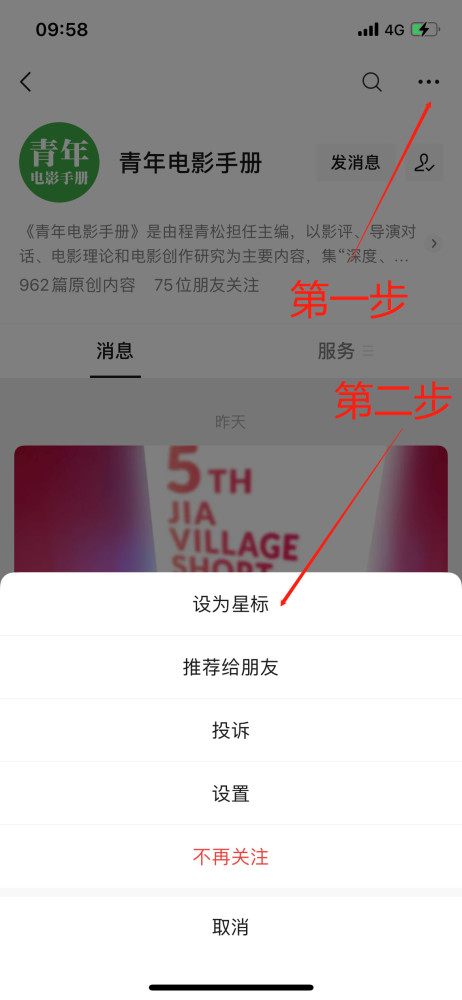 09:58
4G
青年
电影手册
青年电影手册
发消息
《青年电影手册》是由程青松担任主编，以影评、导演对
话、电影理论和电影创作研究为主要内容，集“深度、...
962篇原创内容 75位朋友关注
第一步
消息
服务
第二步
昨天
5TH
JIA
VILLAGE
SHORT
设为星标
推荐给朋友
投诉
设置
不再关注
取消